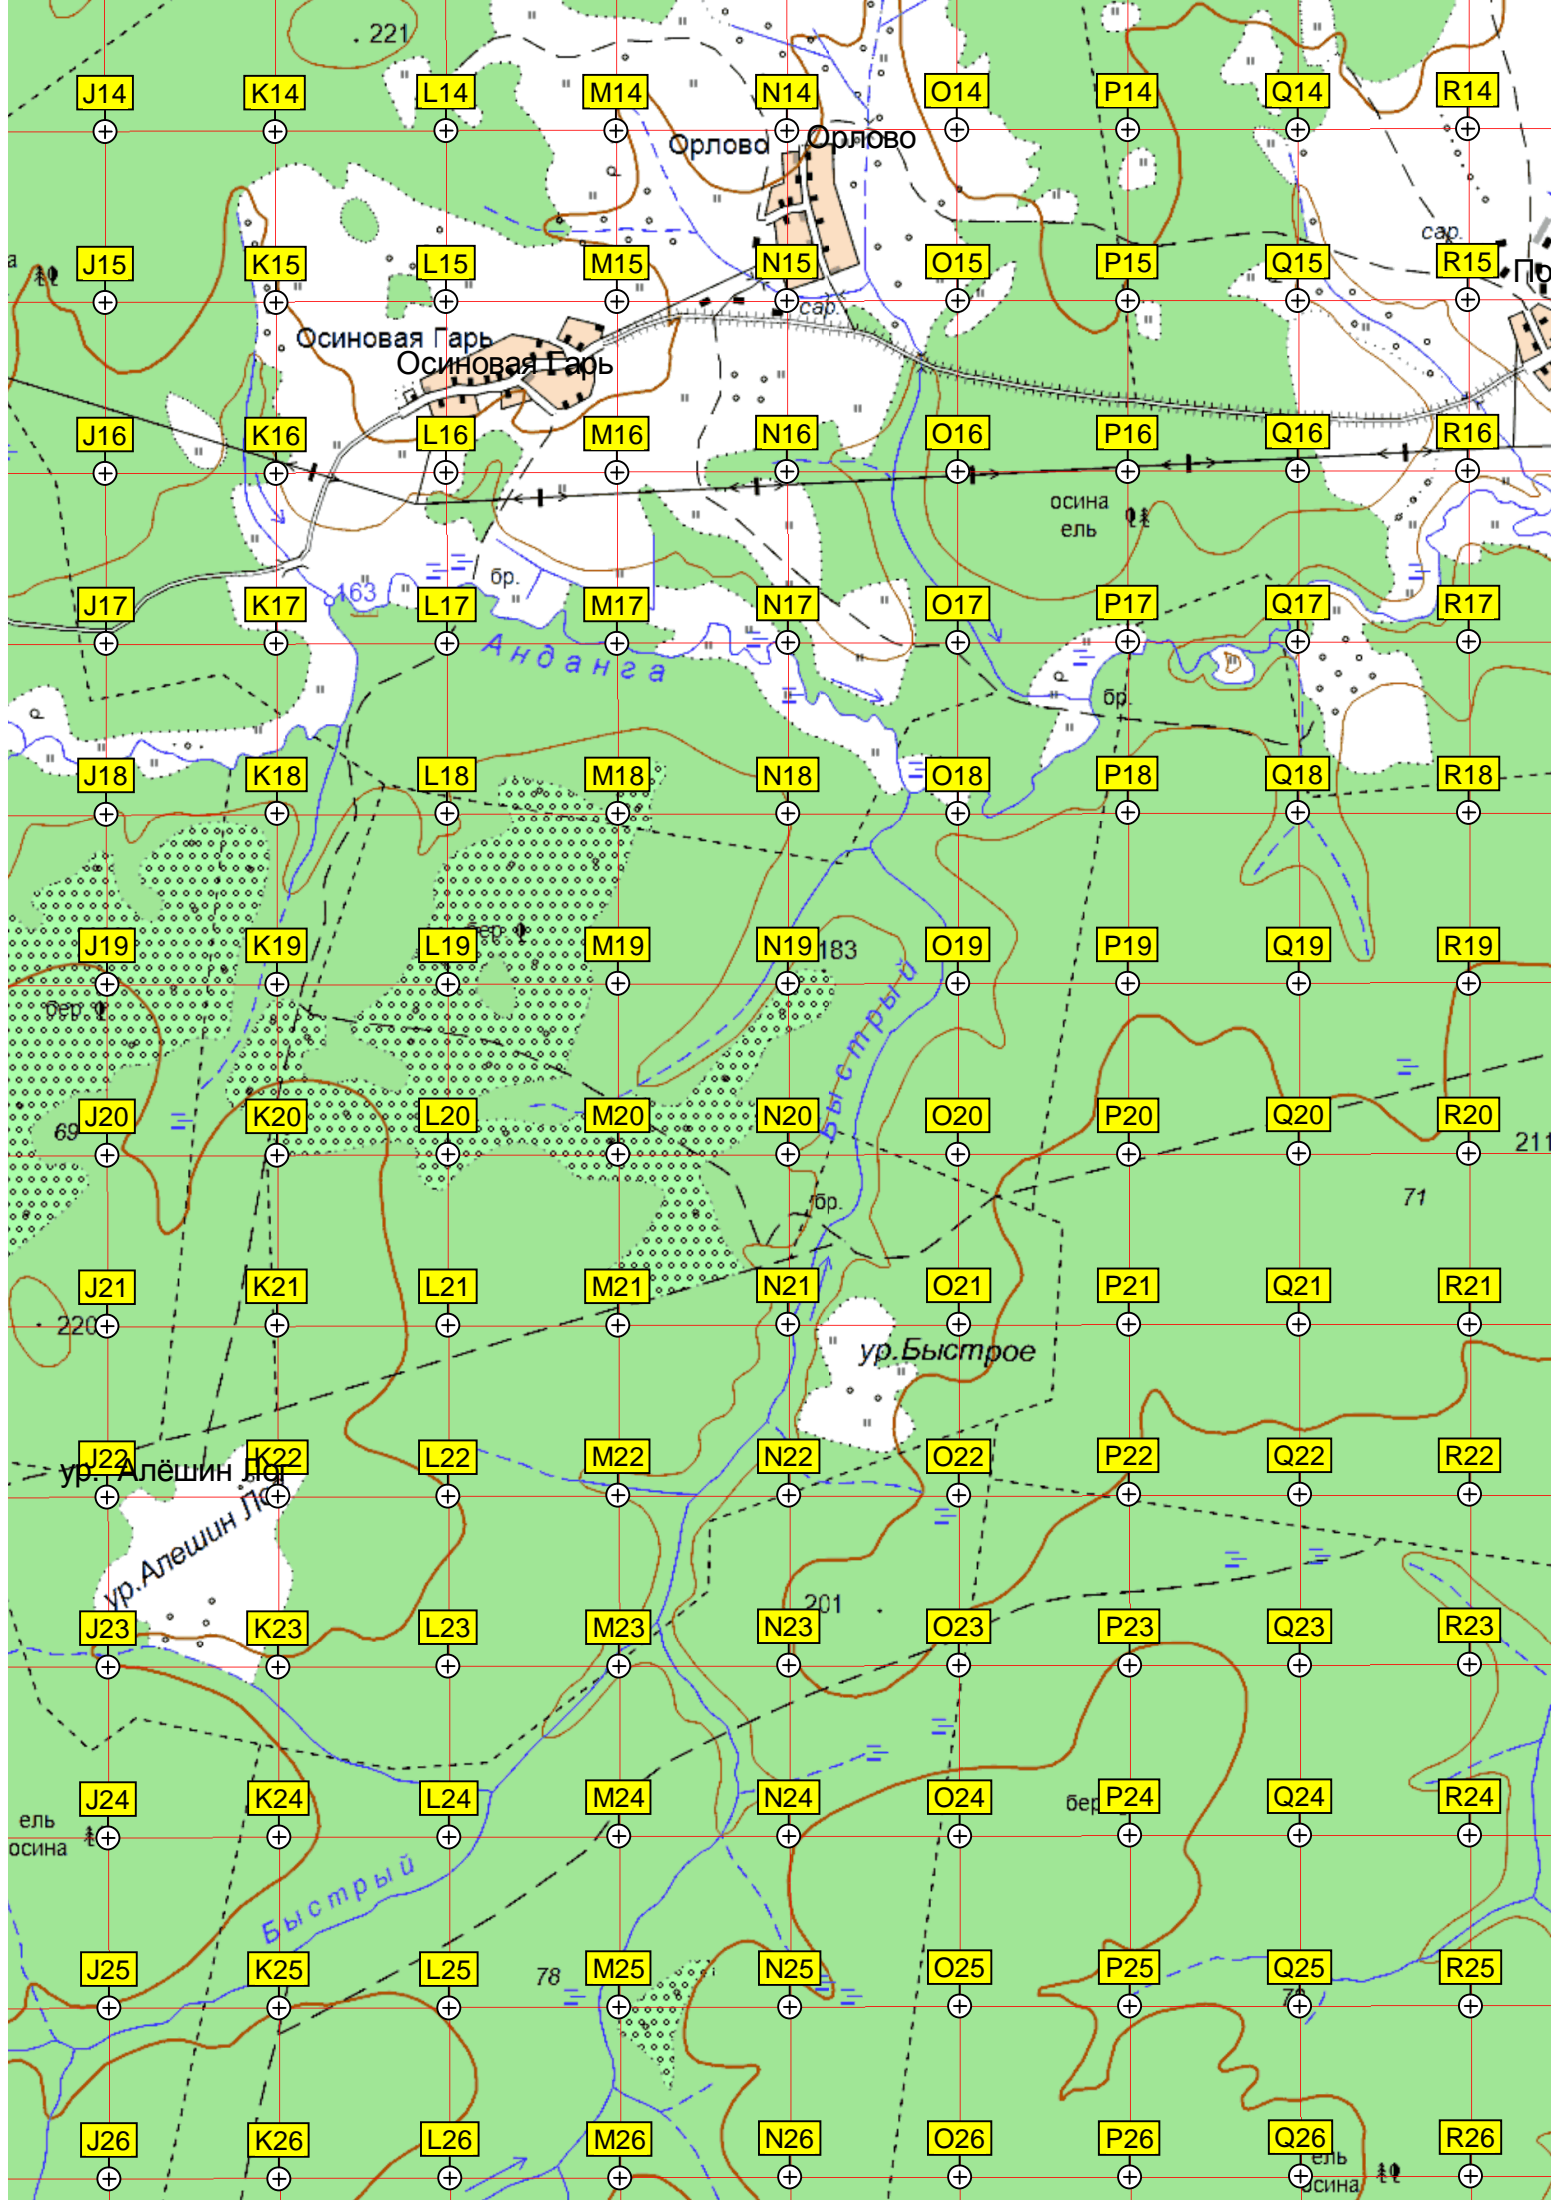 221
J14 K14 L14 M14 N14 O14 P14 Q14 R14
Орлово Орлово
сар.
J15 K15 L15 M15 N15 O15 P15 Q15 R15
а
По
сар.
Осиновая Гарь
Осиновая Гарь
J16 K16 L16 M16 N16 O16 P16 Q16 R16
осина
ель
бр.
163
J17 K17 L17 M17 N17 O17 P17 Q17 R17
Анданга
бр.
J18 K18 L18 M18 N18 O18 P18 Q18 R18
бер.
J19 K19 L19 M19 N19 O19 P19 Q19 R19
183
бер.
Быстрый
J20 K20 L20 M20 N20 O20 P20 Q20 R20
69
211
71
бр.
J21 K21 L21 M21 N21 O21 P21 Q21 R21
220
ур.Быстрое
J22 K22 L22 M22 N22 O22 P22 Q22 R22
ур. Алёшин Лог
ур.Алешин Лог
201
J23 K23 L23 M23 N23 O23 P23 Q23 R23
J24 K24 L24 M24 N24 O24 P24 Q24 R24
бер
ель
осина
Быстрый
J25 K25 L25 M25 N25 O25 P25 Q25 R25
78
J26 K26 L26 M26 N26 O26 P26 Q26 R26
ель
осина